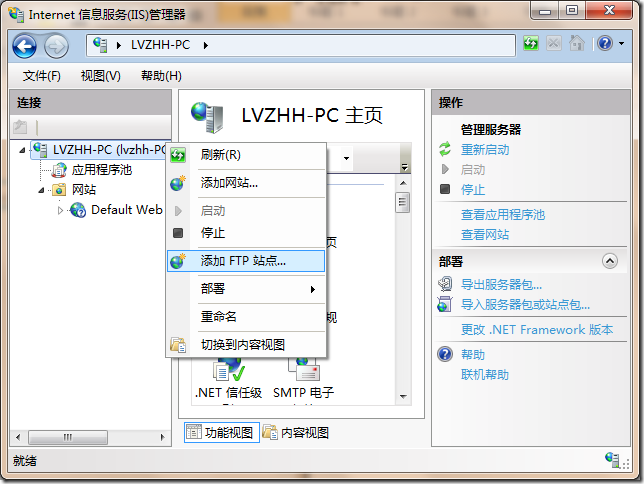 Internet 信息服务(IIS)管理器
LVZHH-PC
文件(F) 视图(V) 帮助(H)
连接
LVZHH-PC (lvzhh-PC
应用程序池
网站
Default Web
刷新(R)
添加网站...
启动
停止
添加 FTP 站点...
部署
重命名
切换到内容视图
LVZHH-PC 主页
页
规
.NET 信任级
SMTP 电子
功能视图 内容视图
操作
管理服务器
重新启动
启动
停止
查看应用程序池
查看网站
部署
导出服务器包...
导入服务器包或站点包...
更改 .NET Framework 版本
帮助
联机帮助
就绪